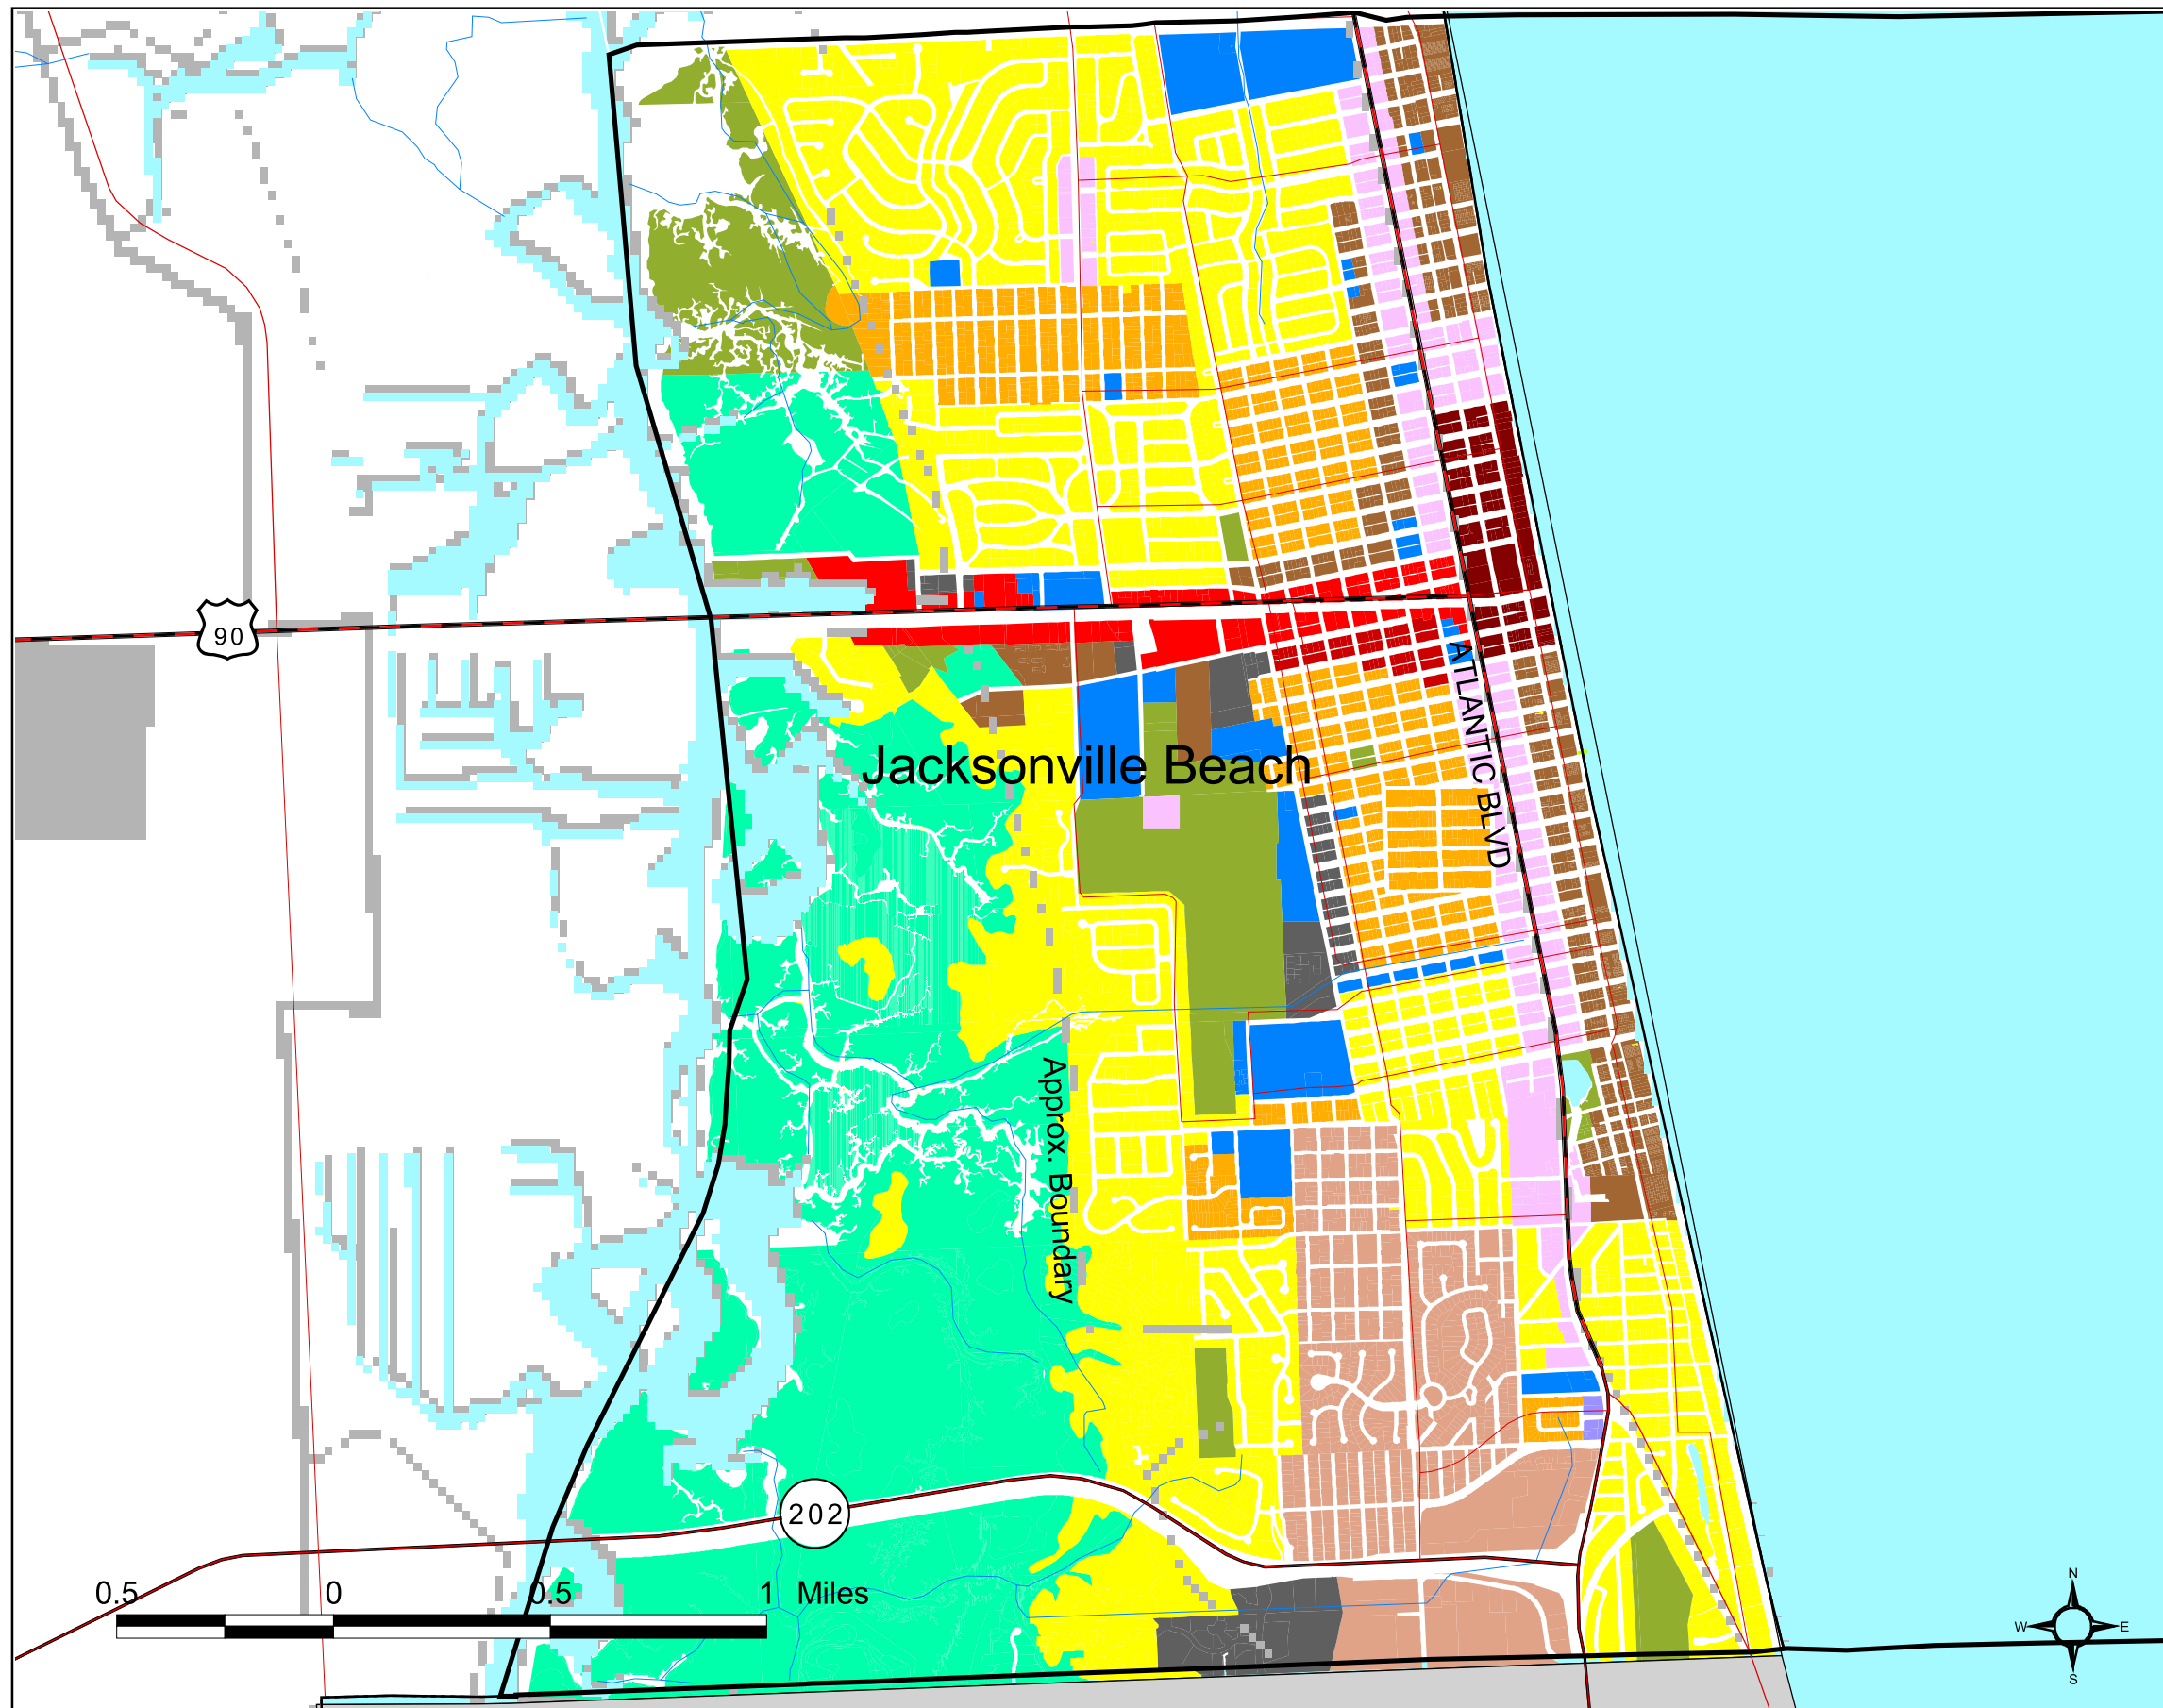 90
ATLANTIC BLVD
Jacksonville Beach
Approx. Boundary
202
0.5 0 0.5 1 Miles
N
W E
S